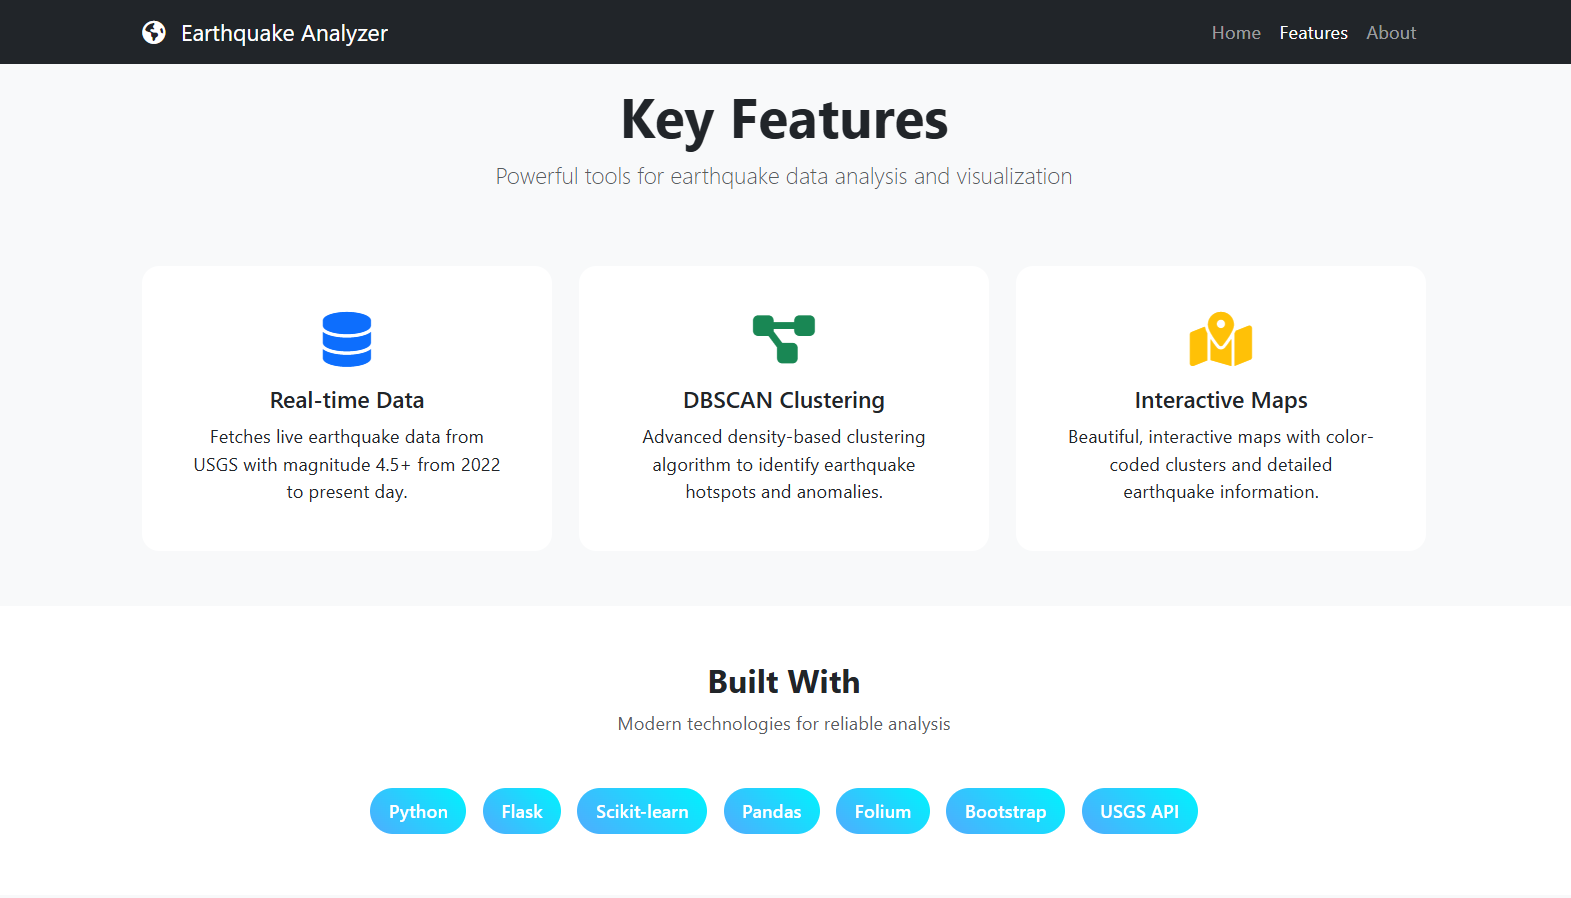 Earthquake Analyzer
Home Features About
Key Features
Powerful tools for earthquake data analysis and visualization
Real-time Data
Fetches live earthquake data from
USGS with magnitude 4.5+ from 2022
to present day.
DBSCAN Clustering
Advanced density-based clustering
algorithm to identify earthquake
hotspots and anomalies.
Interactive Maps
Beautiful, interactive maps with color-
coded clusters and detailed
earthquake information.
Built With
Modern technologies for reliable analysis
Python Flask Scikit-learn Pandas Folium Bootstrap USGS API